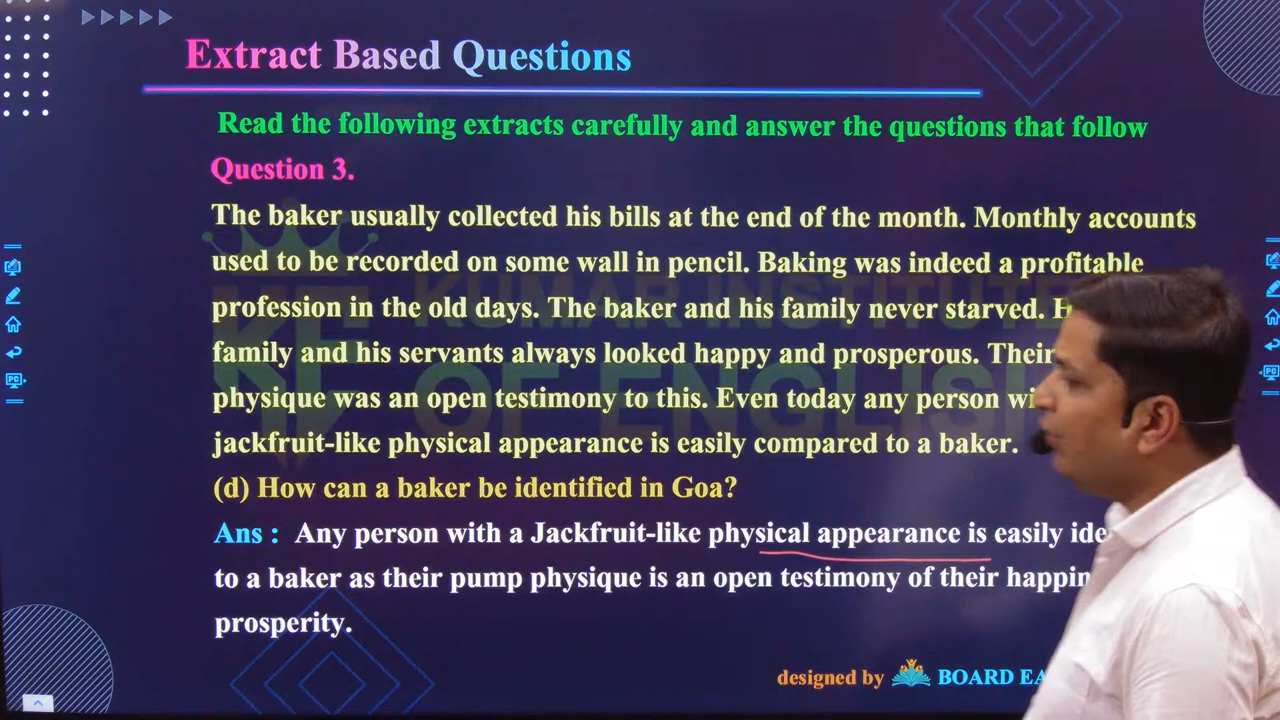 Extract Based Questions
Read the following extracts carefully and answer the questions that follow
Question 3.
The baker usually collected his bills at the end of the month. Monthly accounts
used to be recorded on some wall in pencil. Baking was indeed a profitable
profession in the old days. The baker and his family never starved.
family and his servants always looked happy and prosperous. Their
physique was an open testimony to this. Even today any person
jackfruit-like physical appearance is easily compared to a baker.
(d) How can a baker be identified in Goa?
Ans : Any person with a Jackfruit-like physical appearance is easily
to a baker as their pump physique is an open testimony of their
prosperity.
designed by BOARD
KUMAR INSTITUTE
OF ENGLISH
PC
PC